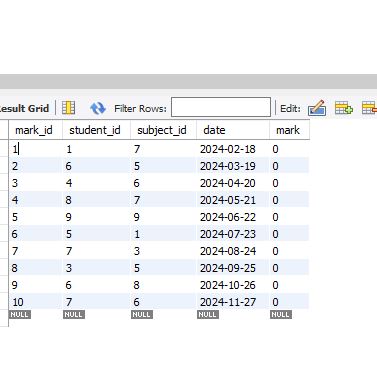 esult Grid Filter Rows: Edit:
mark_id student_id subject_id date mark
1 1 7 2024-02-18 0
2 6 5 2024-03-19 0
3 4 6 2024-04-20 0
4 8 7 2024-05-21 0
5 9 9 2024-06-22 0
6 5 1 2024-07-23 0
7 7 3 2024-08-24 0
8 3 5 2024-09-25 0
9 6 8 2024-10-26 0
10 7 6 2024-11-27 0
NULL NULL NULL NULL NULL